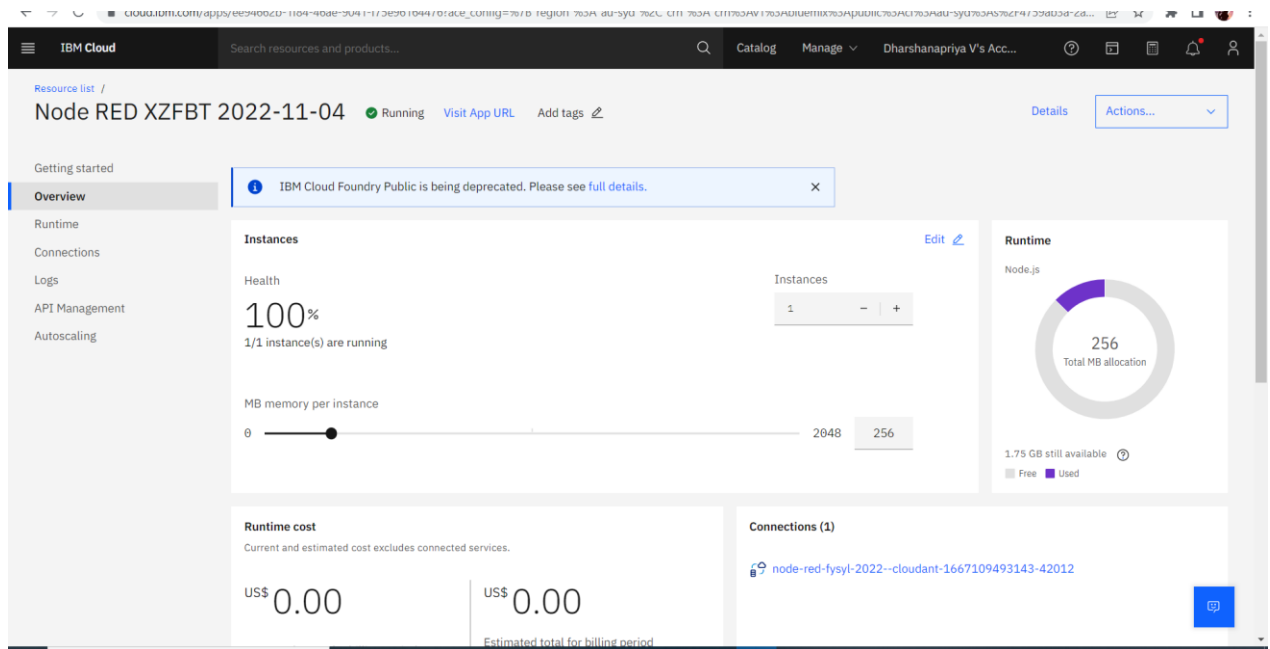 IBM Cloud
Search resources and products...
Catalog
Manage
Dharshanapriya V's Acc...
Resource list /
Node RED XZFBT 2022-11-04
Running
Visit App URL
Add tags
Details
Actions...
Getting started
Overview
Runtime
Connections
Logs
API Management
Autoscaling
IBM Cloud Foundry Public is being deprecated. Please see full details.
Instances
Edit
Health
100%
1/1 instance(s) are running
Instances
1
MB memory per instance
0
2048
256
Runtime
Node.js
256
Total MB allocation
1.75 GB still available
Free
Used
Runtime cost
Current and estimated cost excludes connected services.
US$ 0.00
US$ 0.00
Estimated total for billing period
Connections (1)
node-red-fysyl-2022--cloudant-1667109493143-42012